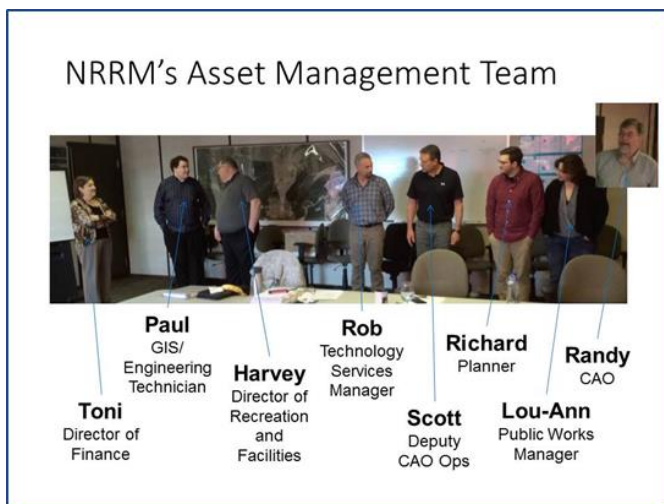 NRRM's Asset Management Team
Toni
Director of
Finance
Paul
GIS/
Engineering
Technician
Harvey
Director of
Recreation
and
Facilities
Rob
Technology
Services
Manager
Scott
Deputy
CAO Ops
Richard
Planner
Lou-Ann
Public Works
Manager
Randy
CAO